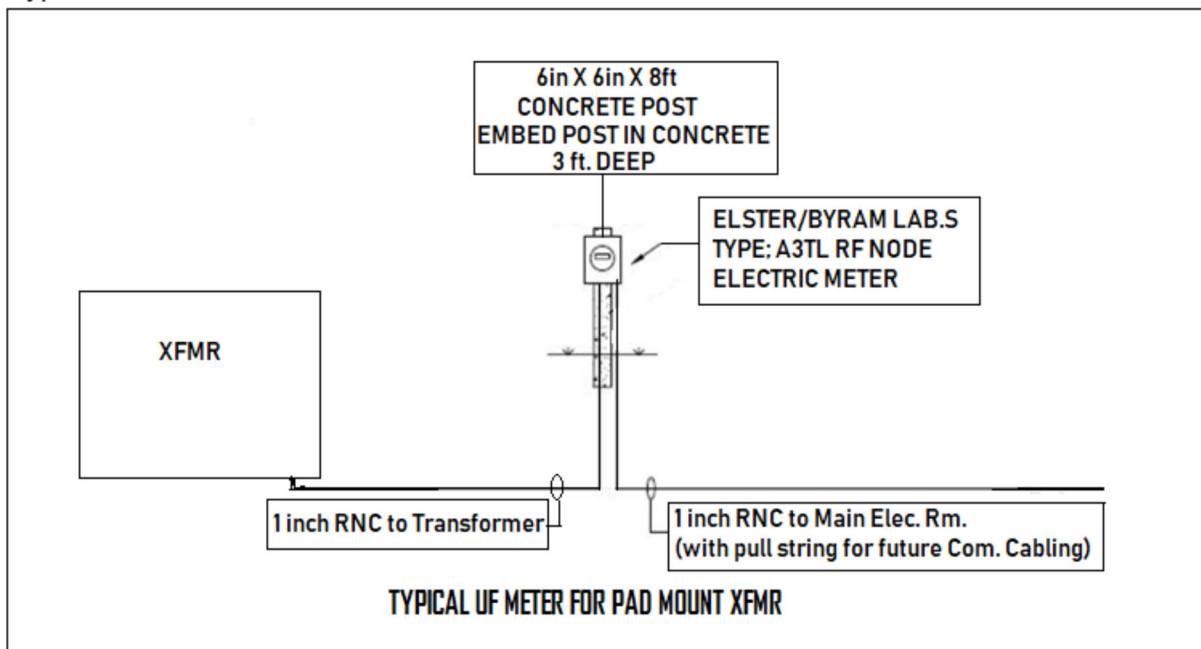 6in X 6in X 8ft
CONCRETE POST
EMBED POST IN CONCRETE
3 ft. DEEP
ELSTER/BYRAM LAB.S
TYPE; A3TL RF NODE
ELECTRIC METER
XFMR
1 inch RNC to Transformer
1 inch RNC to Main Elec. Rm.
(with pull string for future Com. Cabling)
TYPICAL UF METER FOR PAD MOUNT XFMR